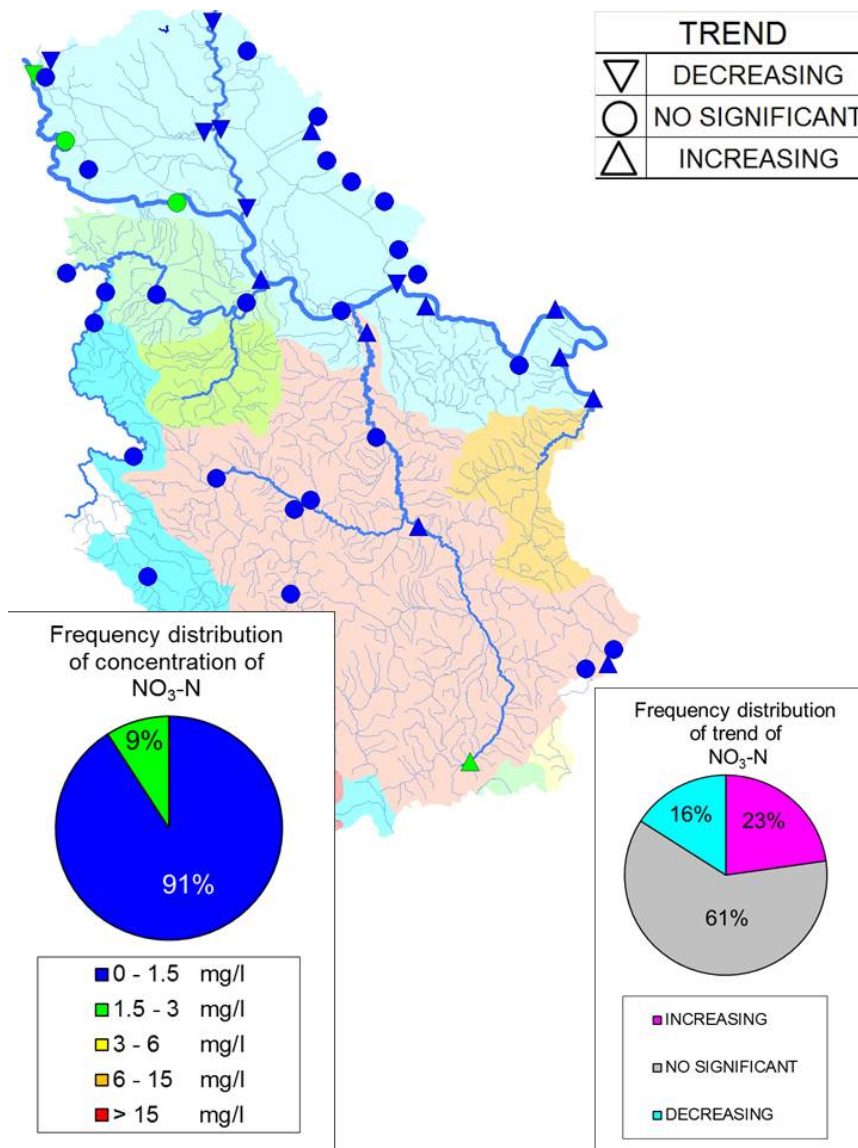 TREND
DECREASING
NO SIGNIFICANT
INCREASING
Frequency distribution
of concentration of
NO₃-N
9%
91%
0 - 1.5 mg/l
1.5 - 3 mg/l
3 - 6 mg/l
6 - 15 mg/l
> 15 mg/l
Frequency distribution
of trend of
NO₃-N
16%
23%
61%
INCREASING
NO SIGNIFICANT
DECREASING